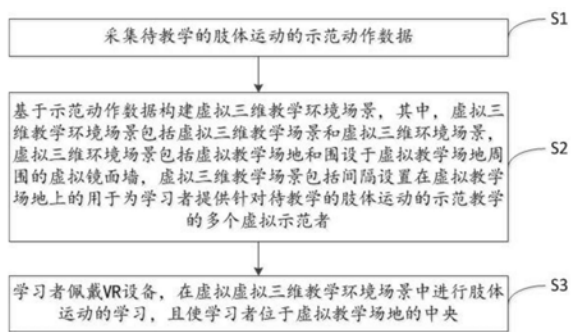 采集待教学的肢体运动的示范动作数据
S1
基于示范动作数据构建虚拟三维教学环境场景，其中，虚拟三
维教学环境场景包括虚拟三维教学场景和虚拟三维环境场景，
虚拟三维环境场景包括虚拟教学场地和围设于虚拟教学场地周
围的虚拟镜面墙，虚拟三维教学场景包括间隔设置在虚拟教学
场地上的用于为学习者提供针对待教学的肢体运动的示范教学
的多个虚拟示范者
S2
学习者佩戴VR设备，在虚拟虚拟三维教学环境场景中进行肢体
运动的学习，且使学习者位于虚拟教学场地的中央
S3